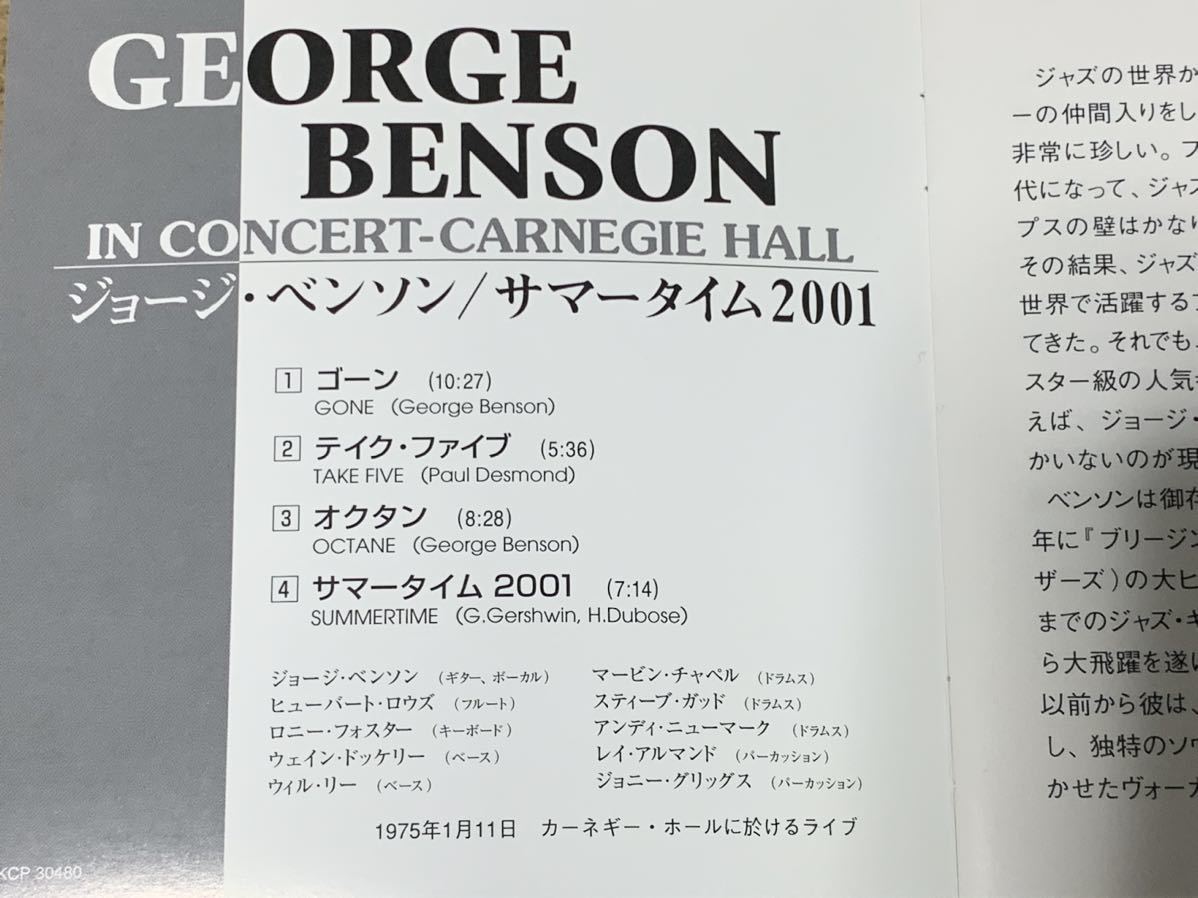 GEORGE
BENSON
IN CONCERT-CARNEGIE HALL
ジョージ・ベンソン/サマータイム2001
1 ゴーン (10:27)
GONE (George Benson)
2 テイク・ファイブ (5:36)
TAKE FIVE (Paul Desmond)
3 オクタン (8:28)
OCTANE (George Benson)
4 サマータイム 2001 (7:14)
SUMMERTIME (G.Gershwin, H.Dubose)
ジョージ・ベンソン (ギター、ボーカル)
ヒューバート・ロウズ (フルート)
ロニー・フォスター (キーボード)
ウェイン・ドッケリー (ベース)
ウィル・リー (ベース)
マービン・チャペル (ドラムス)
スティーブ・ガッド (ドラムス)
アンディ・ニューマーク (ドラムス)
レイ・アルマンド (パーカッション)
ジョニー・グリッグス (パーカッション)
1975年1月11日 カーネギー・ホールに於けるライブ
KCP 30480
ジャズの世界か
ーの仲間入りをし
非常に珍しい。フ
代になって、ジャズ
プスの壁はかなり
その結果、ジャズ
世界で活躍する
てきた。それでも、
スター級の人気
えば、ジョージ・
かいないのが現
ベンソンは御存
年に『ブリージン
ザーズ)の大ヒ
までのジャズ・ギ
ら大飛躍を遂い
以前から彼は、
し、独特のソウ
かせたヴォーカ